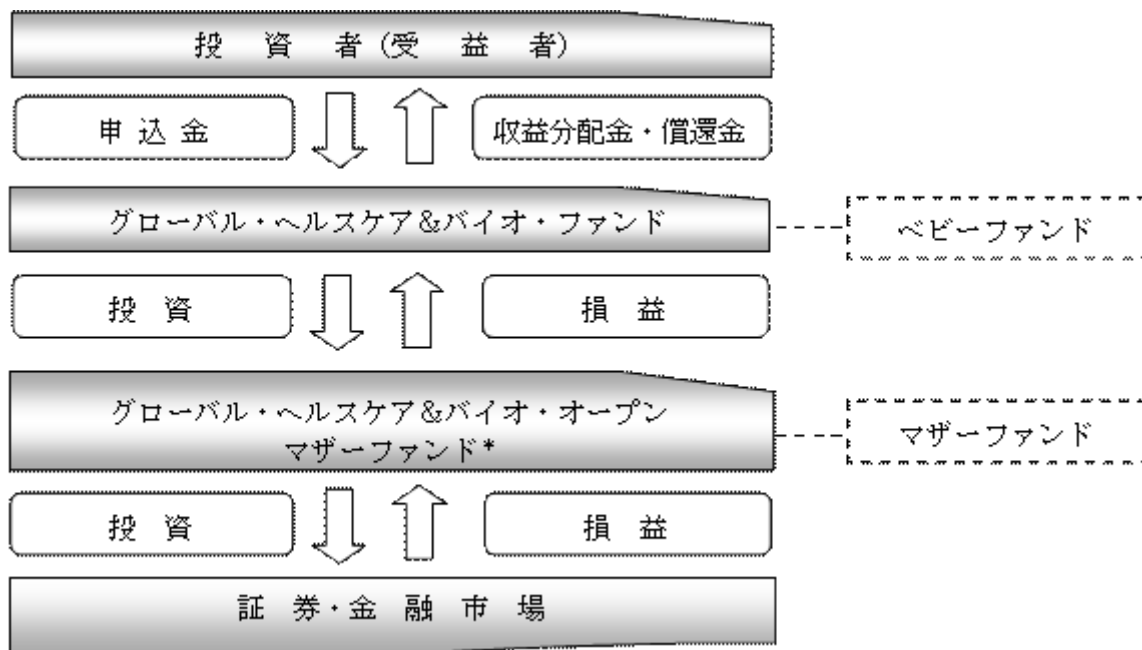 投資者(受益者)
申込金
収益分配金・償還金
グローバル・ヘルスケア&バイオ・ファンド
ベビーファンド
投資
損益
グローバル・ヘルスケア&バイオ・オープン
マザーファンド*
マザーファンド
投資
損益
証券・金融市場